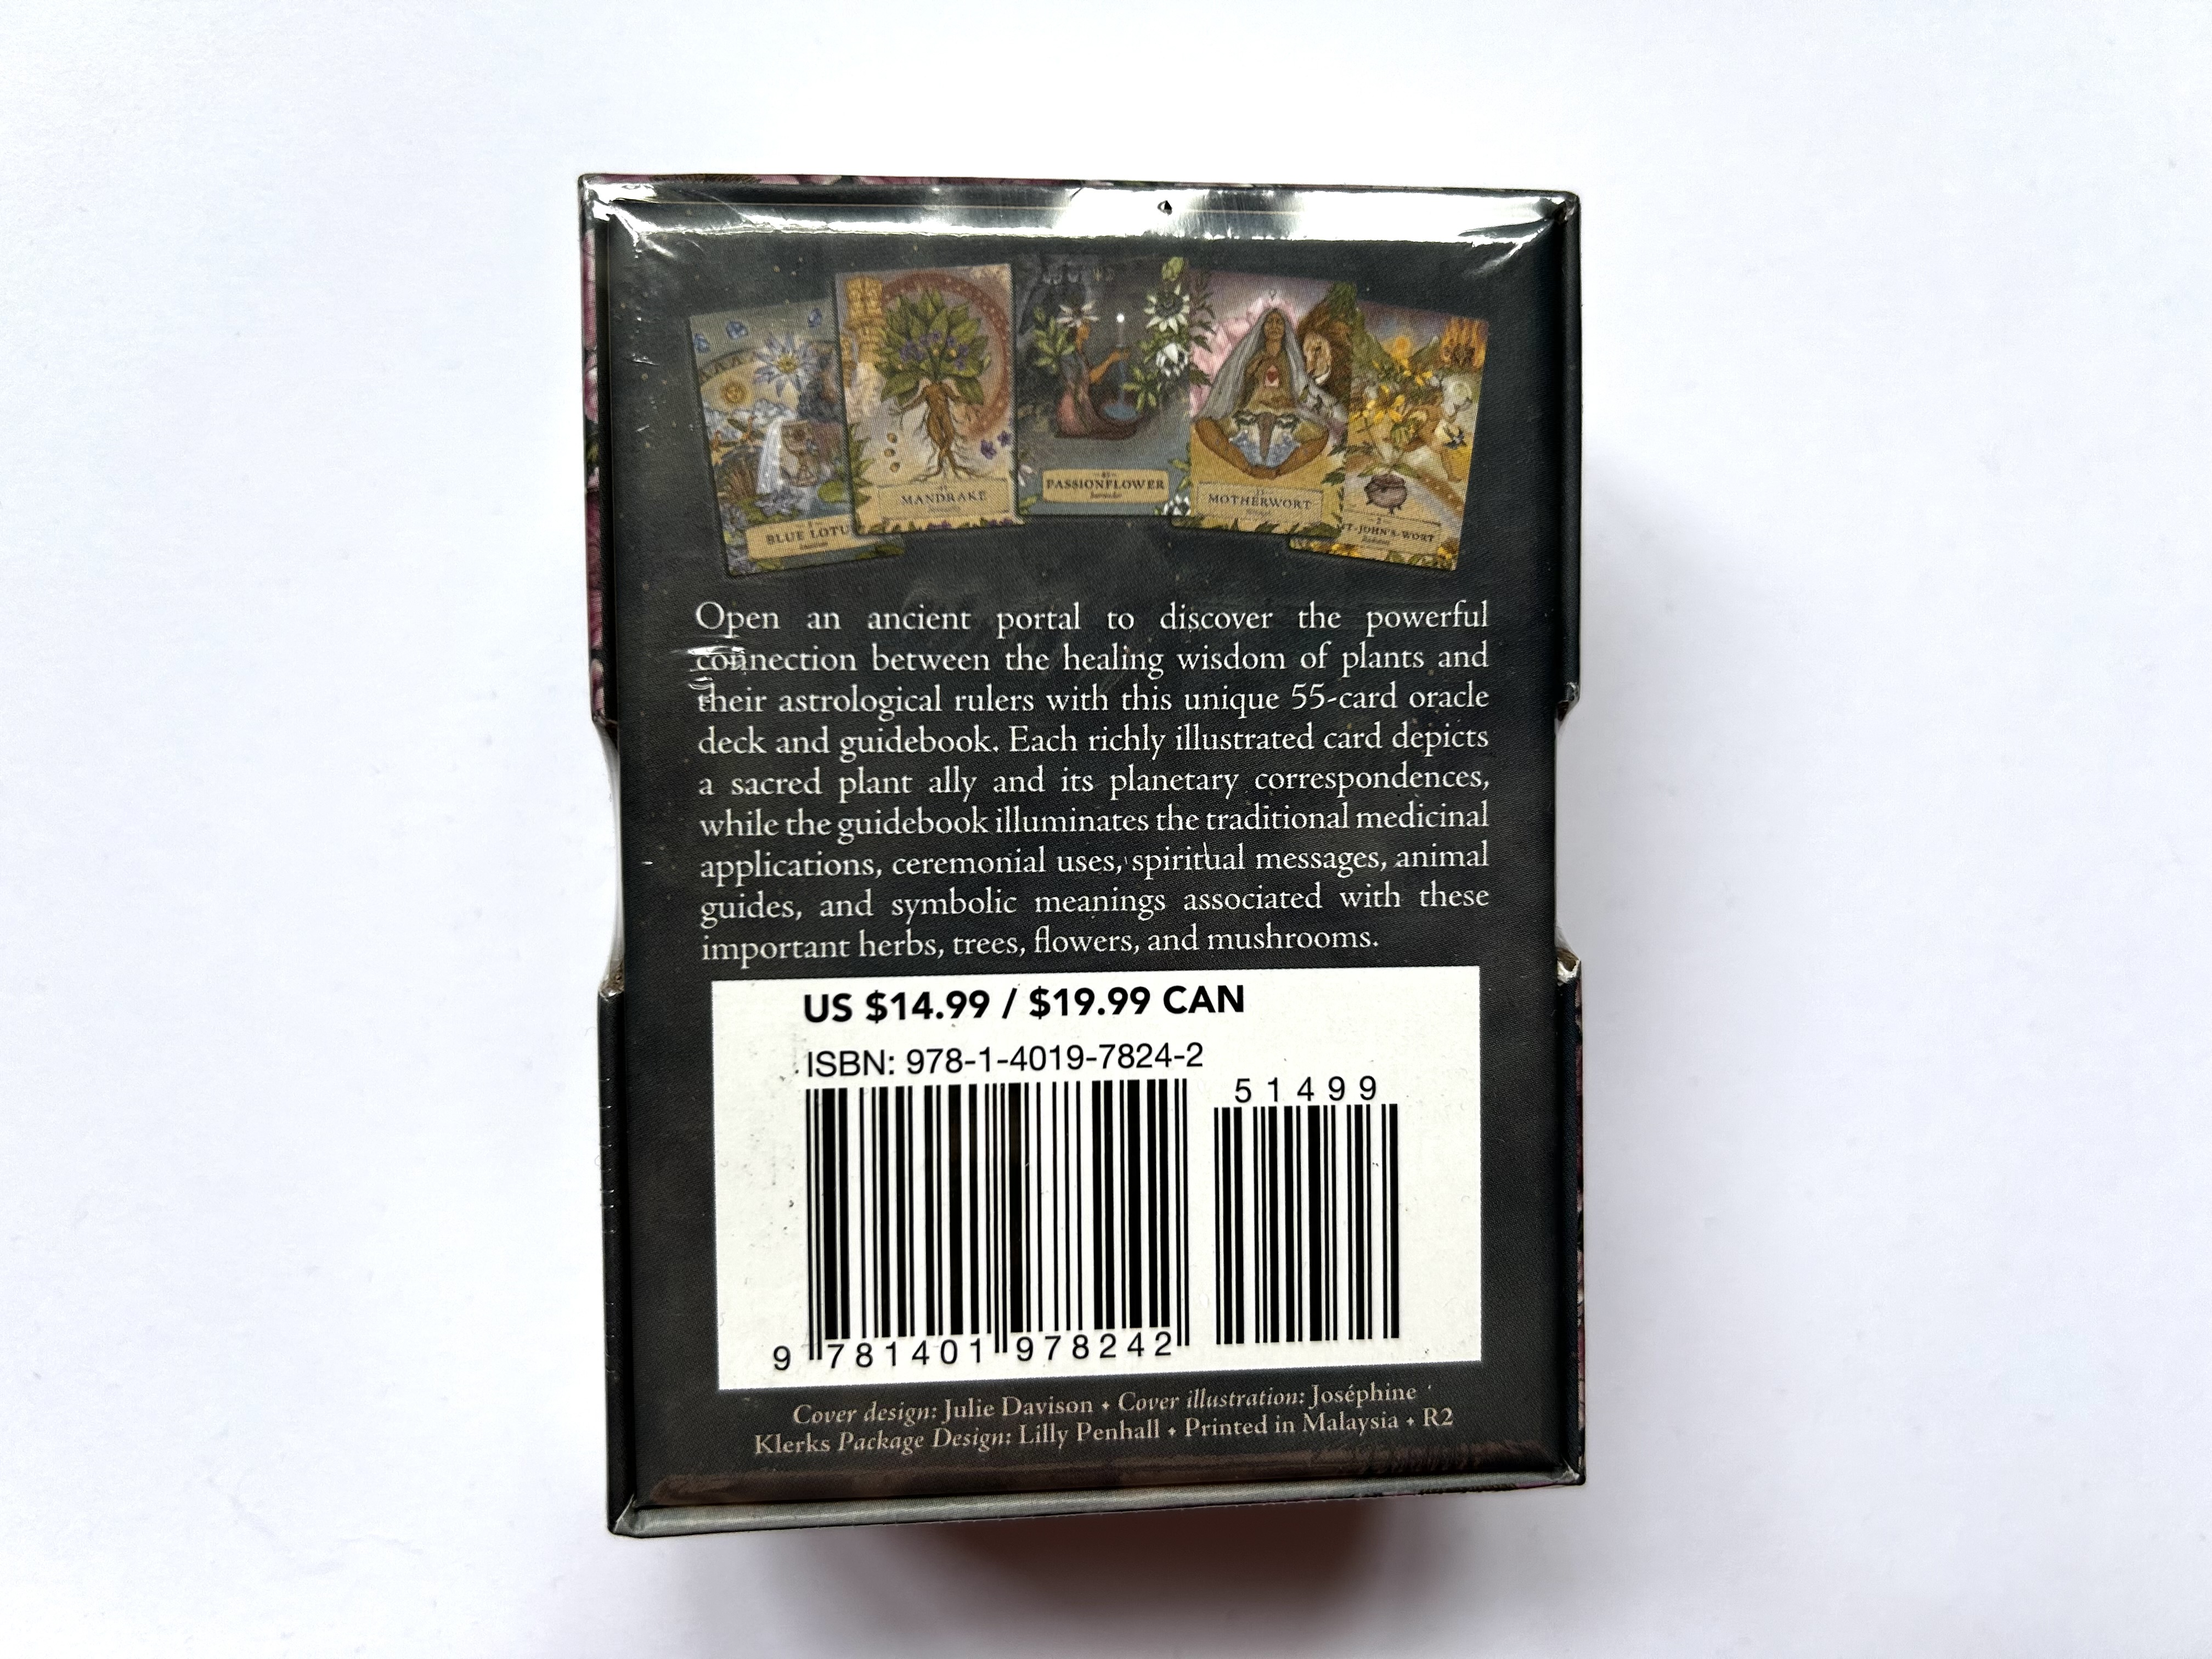 BLUE LOTU
MANDRAKE
PASSIONFLOWER
Surrender
MOTHERWORT
ST. JOHN'S WORT
Open an ancient portal to discover the powerful
connection between the healing wisdom of plants and
their astrological rulers with this unique 55-card oracle
deck and guidebook. Each richly illustrated card depicts
a sacred plant ally and its planetary correspondences,
while the guidebook illuminates the traditional medicinal
applications, ceremonial uses, spiritual messages, animal
guides, and symbolic meanings associated with these
important herbs, trees, flowers, and mushrooms.
US $14.99 / $19.99 CAN
ISBN: 978-1-4019-7824-2
51499
9 781401 978242
Cover design: Julie Davison • Cover illustration: Joséphine
Klerks Package Design: Lilly Penhall • Printed in Malaysia • R2